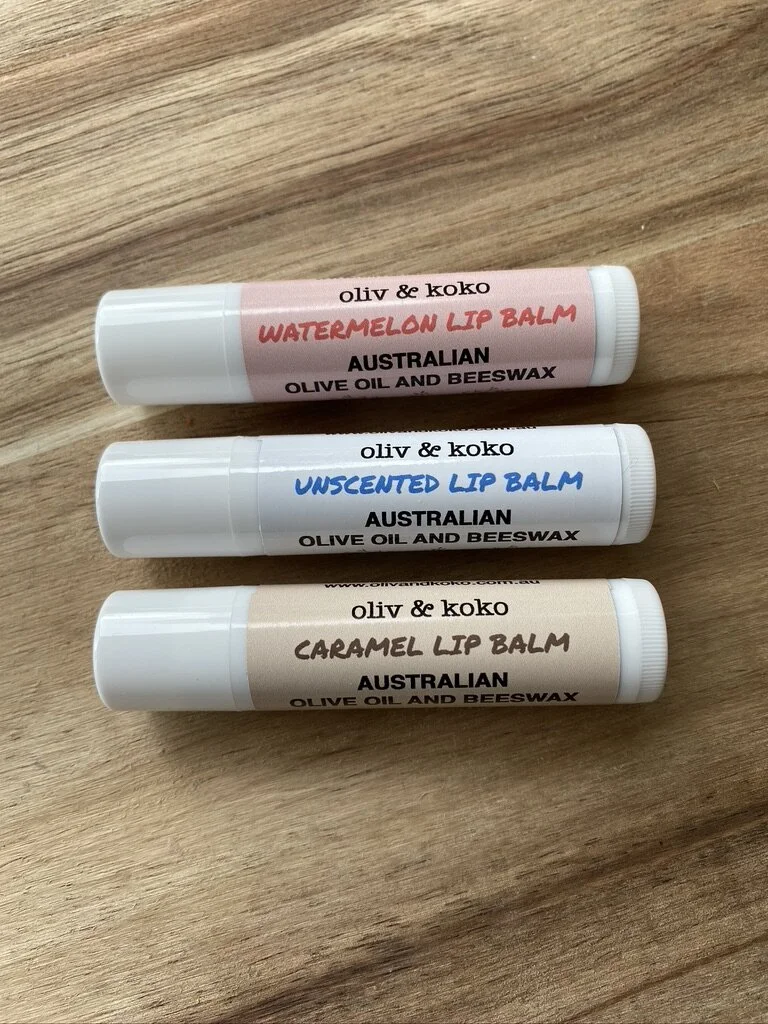 oliv & koko
WATERMELON LIP BALM
AUSTRALIAN
OLIVE OIL AND BEESWAX
oliv & koko
UNSCENTED LIP BALM
AUSTRALIAN
OLIVE OIL AND BEESWAX
www.olivandkoko.com.au
oliv & koko
CARAMEL LIP BALM
AUSTRALIAN
OLIVE OIL AND BEESWAX